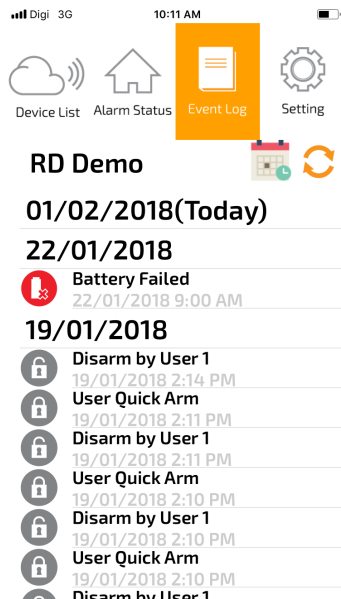 Digi 3G 10:11 AM
Device List Alarm Status Event Log Setting
RD Demo
01/02/2018(Today)
22/01/2018
Battery Failed
22/01/2018 9:00 AM
19/01/2018
Disarm by User 1
19/01/2018 2:14 PM
User Quick Arm
19/01/2018 2:11 PM
Disarm by User 1
19/01/2018 2:11 PM
User Quick Arm
19/01/2018 2:10 PM
Disarm by User 1
19/01/2018 2:10 PM
User Quick Arm
19/01/2018 2:10 PM
Disarm by User 1